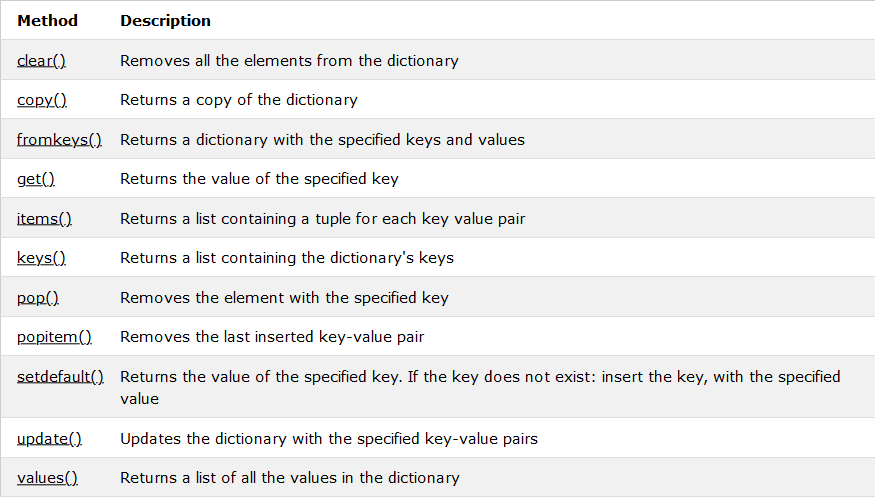 Method Description
clear() Removes all the elements from the dictionary
copy() Returns a copy of the dictionary
fromkeys() Returns a dictionary with the specified keys and values
get() Returns the value of the specified key
items() Returns a list containing a tuple for each key value pair
keys() Returns a list containing the dictionary's keys
pop() Removes the element with the specified key
popitem() Removes the last inserted key-value pair
setdefault() Returns the value of the specified key. If the key does not exist: insert the key, with the specified
value
update() Updates the dictionary with the specified key-value pairs
values() Returns a list of all the values in the dictionary